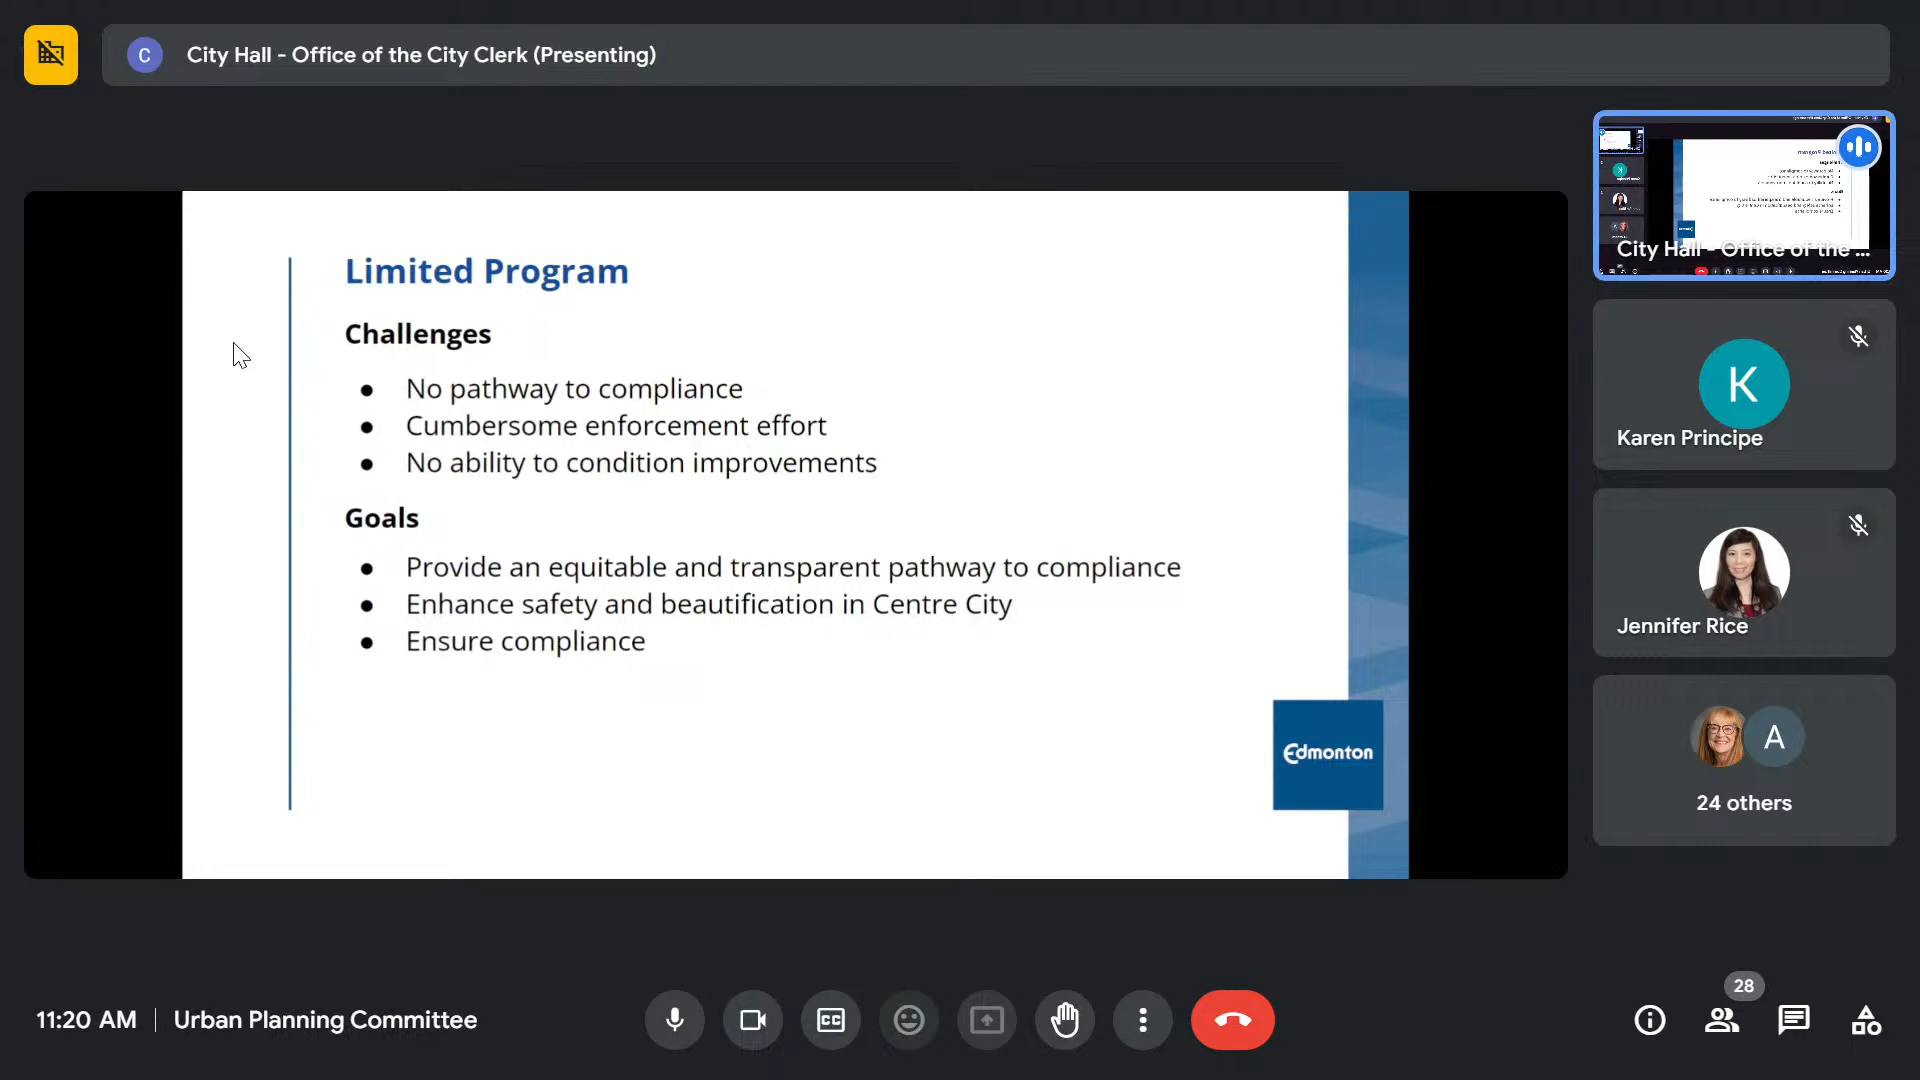 C
City Hall - Office of the City Clerk (Presenting)
Limited Program
Challenges
● No pathway to compliance
● Cumbersome enforcement effort
● No ability to condition improvements
Goals
● Provide an equitable and transparent pathway to compliance
● Enhance safety and beautification in Centre City
● Ensure compliance
Edmonton
City Hall - Office of the ...
K
Karen Principe
Jennifer Rice
A
24 others
11:20 AM | Urban Planning Committee
CC
28